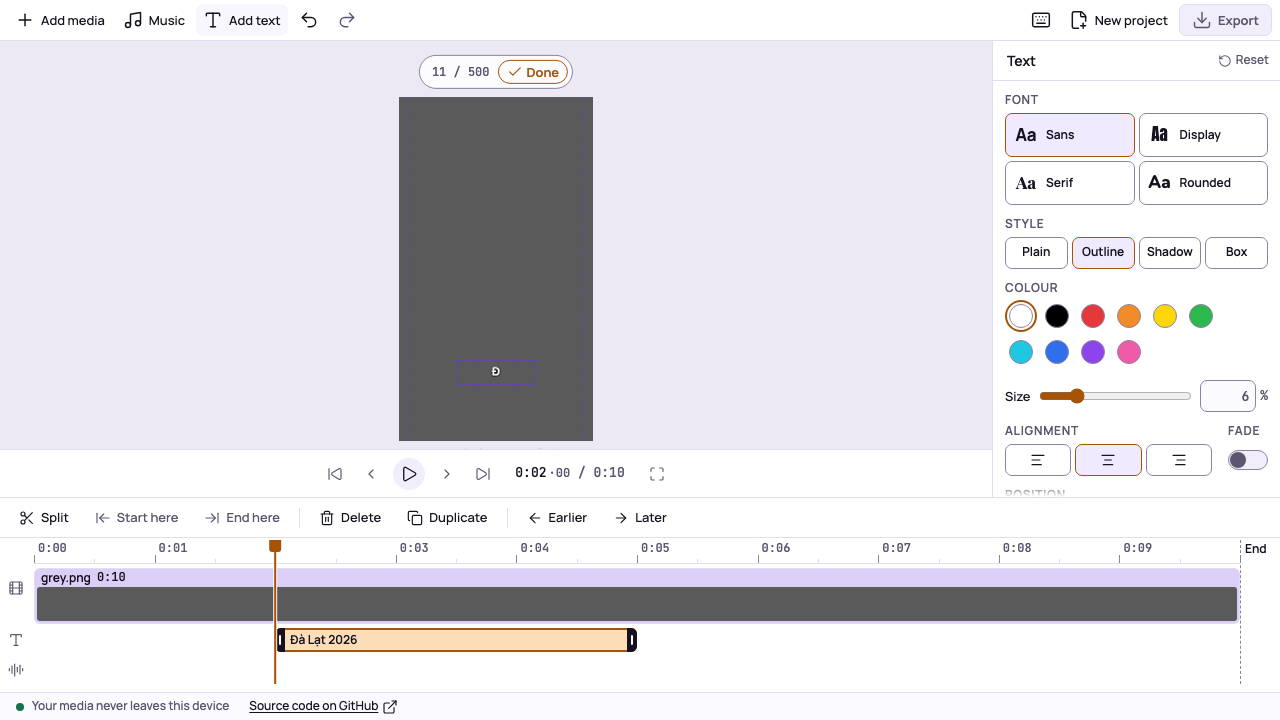 Add media
Music
Add text
New project
Export
11 / 500
Done
Text
Reset
FONT
Aa Sans
Aa Display
Aa Serif
Aa Rounded
STYLE
Plain
Outline
Shadow
Box
COLOUR
Size
6
%
ALIGNMENT
FADE
POSITION
Đ
0:02·00 / 0:10
Split
Start here
End here
Delete
Duplicate
Earlier
Later
0:00
0:01
0:03
0:04
0:05
0:06
0:07
0:08
0:09
End
grey.png 0:10
Đà Lạt 2026
Your media never leaves this device
Source code on GitHub